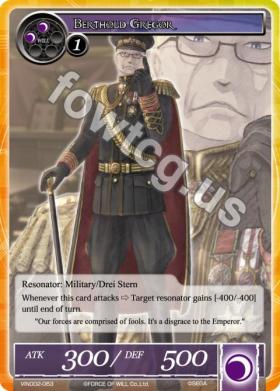 BERTHOLD GREGOR
WILL
1
fowtcg.us
Resonator: Military/Drei Stern
Whenever this card attacks ⇨ Target resonator gains [-400/-400]
until end of turn.
"Our forces are comprised of fools. It's a disgrace to the Emperor."
ATK 300/ DEF 500
VIN002-063 ©FORCE OF WILL Co.,Ltd. ©SEGA